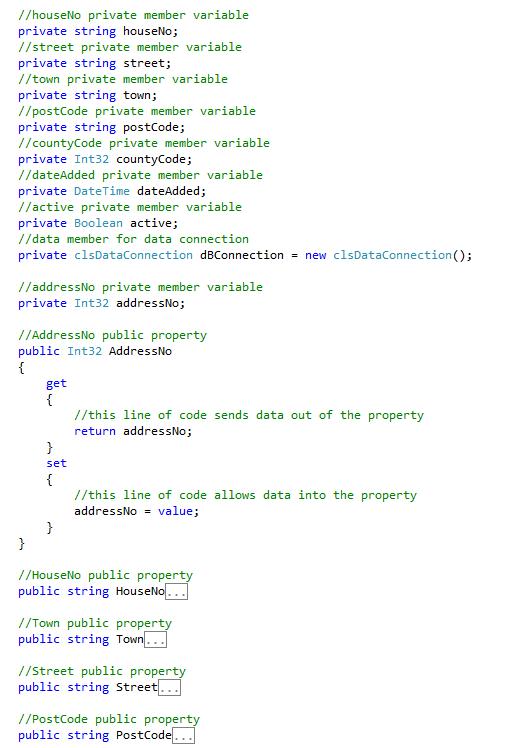 //houseNo private member variable
private string houseNo;
//street private member variable
private string street;
//town private member variable
private string town;
//postCode private member variable
private string postCode;
//countyCode private member variable
private Int32 countyCode;
//dateAdded private member variable
private DateTime dateAdded;
//active private member variable
private Boolean active;
//data member for data connection
private clsDataConnection dBConnection = new clsDataConnection();
//addressNo private member variable
private Int32 addressNo;
//AddressNo public property
public Int32 AddressNo
{
get
{
//this line of code sends data out of the property
return addressNo;
}
set
{
//this line of code allows data into the property
addressNo = value;
}
}
//HouseNo public property
public string HouseNo...
//Town public property
public string Town...
//Street public property
public string Street...
//PostCode public property
public string PostCode...